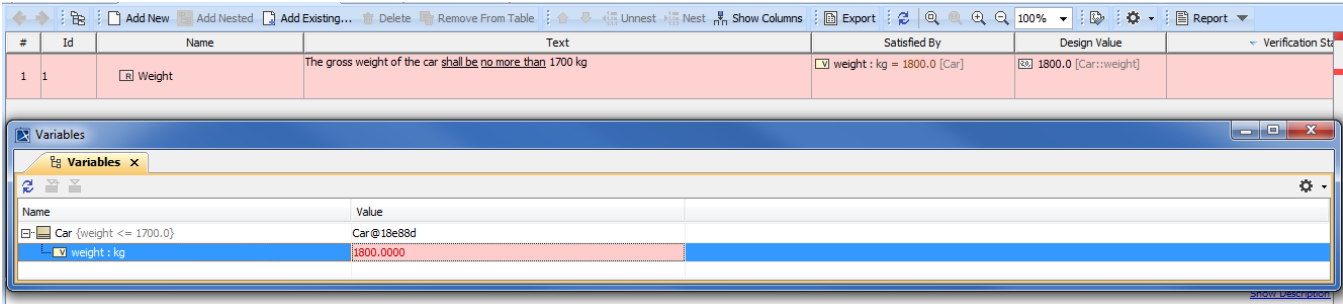 Add New Add Nested Add Existing... Delete Remove From Table Unnest Nest Show Columns Export 100% Report
# Id Name Text Satisfied By Design Value Verification Sta
1 1 R Weight The gross weight of the car shall be no more than 1700 kg V weight : kg = 1800.0 [Car] 1800.0 [Car::weight]
Variables
Variables
Name Value
Car {weight <= 1700.0} Car@18e88d
V weight : kg 1800.0000
Show Description